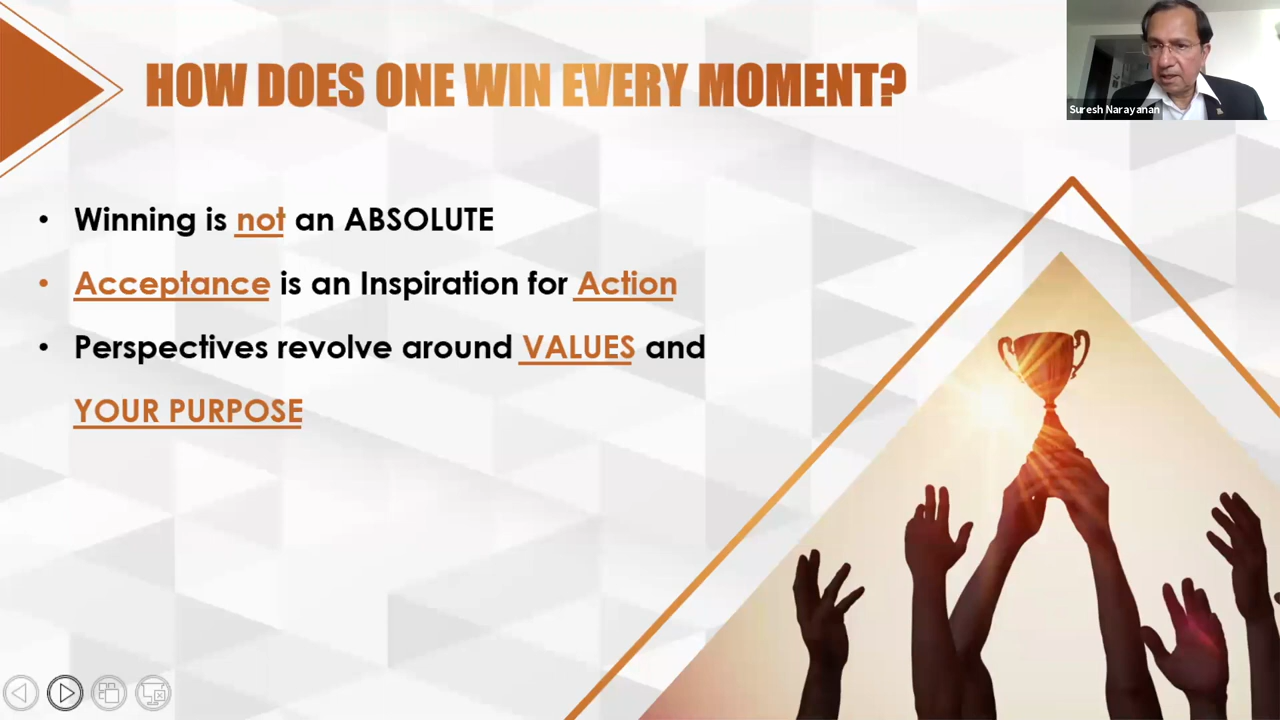 HOW DOES ONE WIN EVERY MOMENT?
Suresh Narayanan
• Winning is not an ABSOLUTE
• Acceptance is an Inspiration for Action
• Perspectives revolve around VALUES and
YOUR PURPOSE